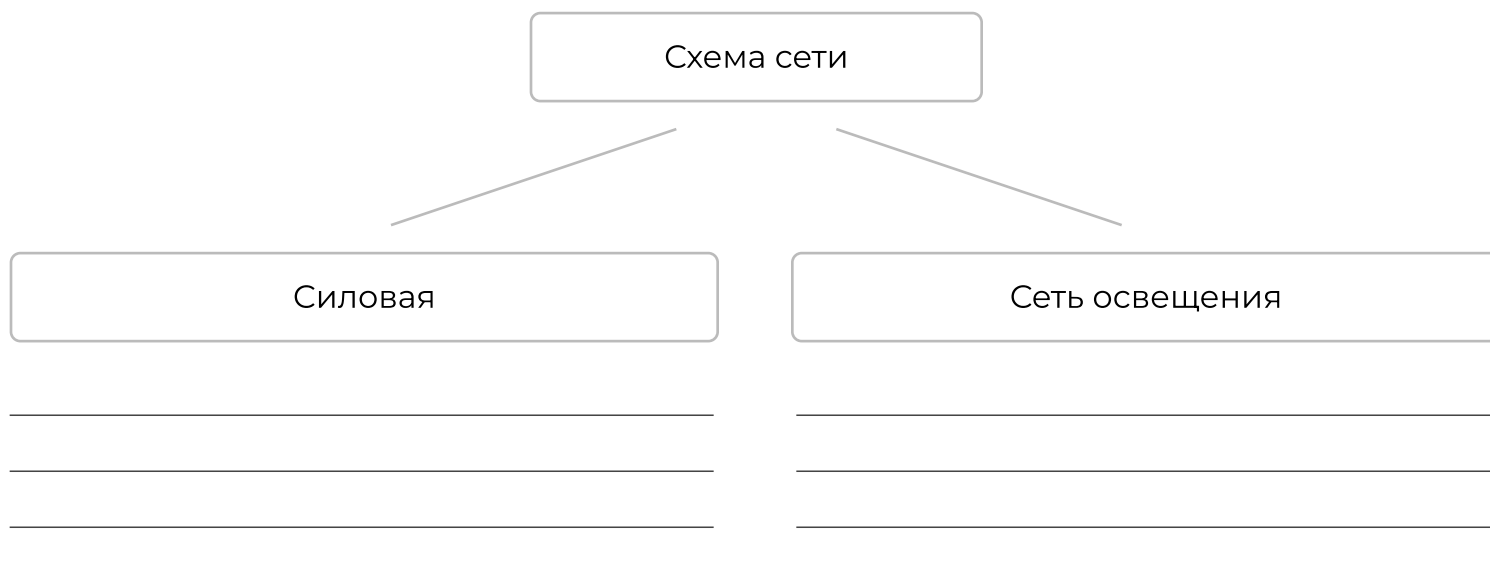 Схема сети
Силовая
Сеть освещения